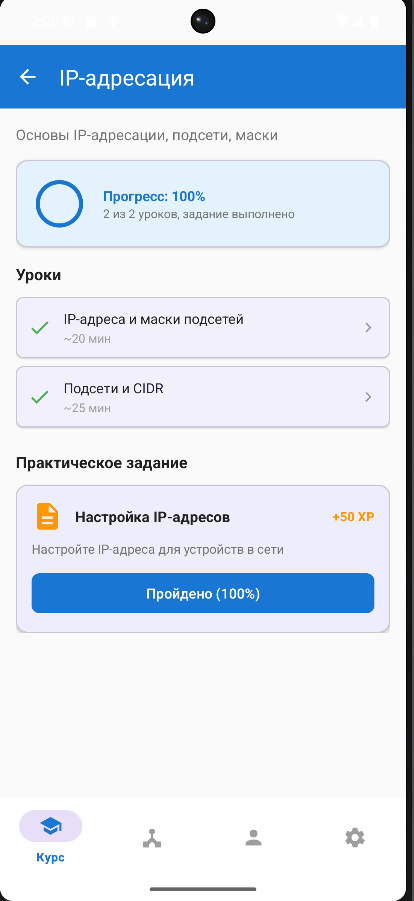 2:05
IP-адресация
Основы IP-адресации, подсети, маски
Прогресс: 100%
2 из 2 уроков, задание выполнено
Уроки
IP-адреса и маски подсетей
~20 мин
Подсети и CIDR
~25 мин
Практическое задание
Настройка IP-адресов
+50 XP
Настройте IP-адреса для устройств в сети
Пройдено (100%)
Курс